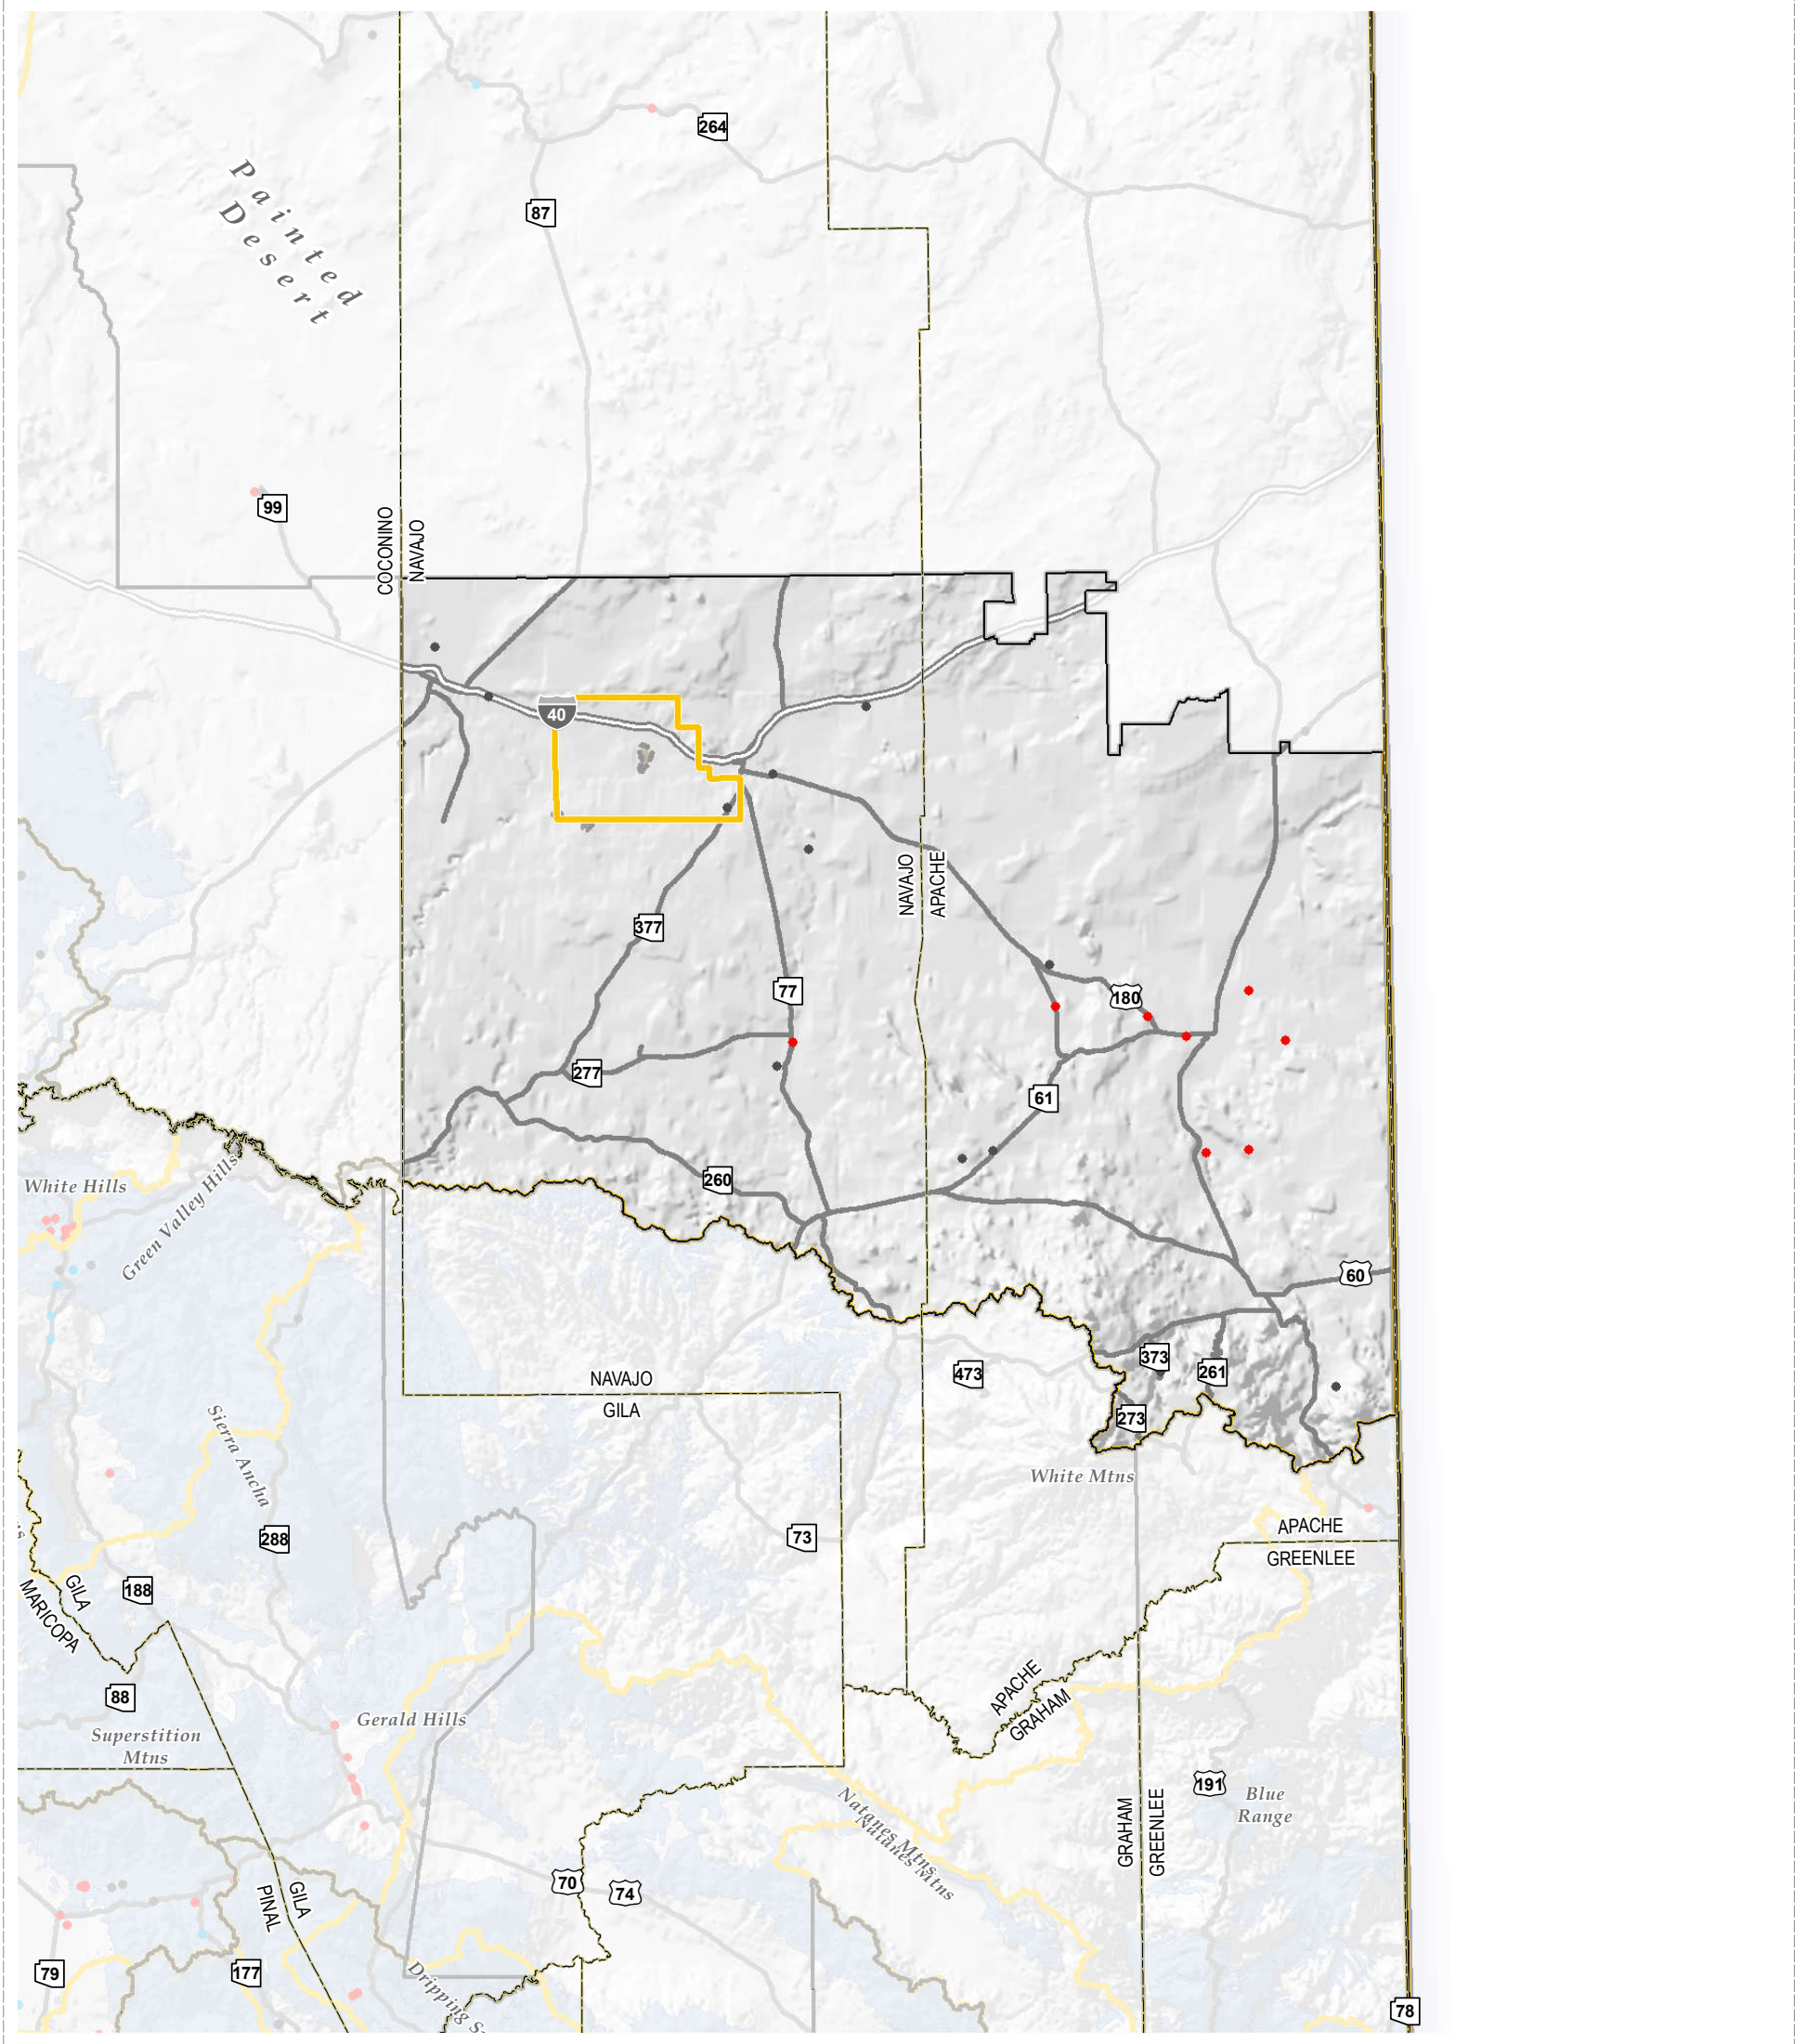 264
Painted
Desert
87
99
COCONINO
NAVAJO
40
NAVAJO
APACHE
377
77
180
277
61
260
White Hills
Green Valley Hills
60
373
261
473
NAVAJO
GILA
273
Sierra Ancha
White Mtns
288
73
APACHE
GREENLEE
188
GILA
MARICOPA
88
APACHE
GRAHAM
Gerald Hills
Superstition
Mtns
191
Blue
Range
Natanes Mtns
Natanes Mtns
GRAHAM
GREENLEE
70
74
GILA
PINAL
79
177
Dripping S
78